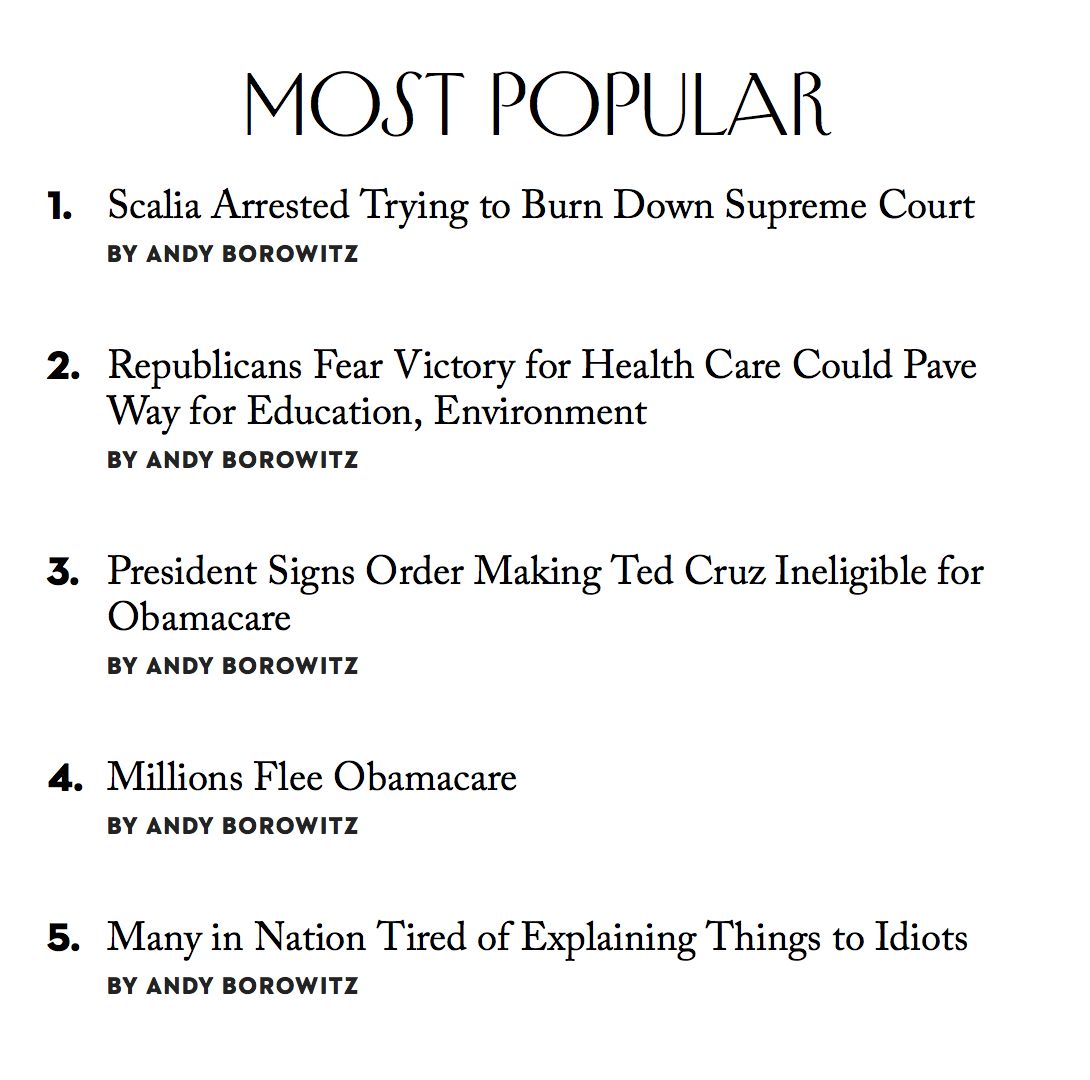 MOST POPULAR
1. Scalia Arrested Trying to Burn Down Supreme Court
BY ANDY BOROWITZ
2. Republicans Fear Victory for Health Care Could Pave
Way for Education, Environment
BY ANDY BOROWITZ
3. President Signs Order Making Ted Cruz Ineligible for
Obamacare
BY ANDY BOROWITZ
4. Millions Flee Obamacare
BY ANDY BOROWITZ
5. Many in Nation Tired of Explaining Things to Idiots
BY ANDY BOROWITZ